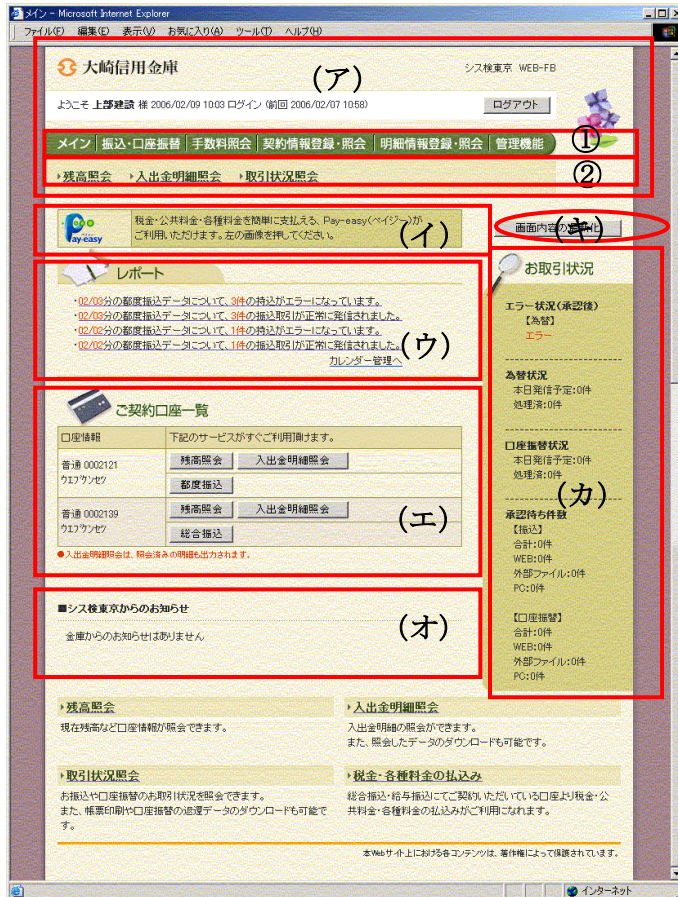 メイン - Microsoft Internet Explorer
ファイル(F) 編集(E) 表示(V) お気に入り(A) ツール(T) ヘルプ(H)
大崎信用金庫
(ア)
シス検東京 WEB-FB
ようこそ 上部建設 様 2006/02/09 10:03 ログイン (前回 2006/02/07 10:58)
ログアウト
メイン 振込・口座振替 手数料照会 契約情報登録・照会 明細情報登録・照会 管理機能
①
残高照会 入出金明細照会 取引状況照会
②
Pay-easy
税金・公共料金・各種料金を簡単に支払える、Pay-easy(ペイジー)が
ご利用いただけます。左の画像を押してください。
(イ)
画面内容の
(キ)
レポート
・02/03分の都度振込データについて、3件の持込がエラーになっています。
・02/03分の都度振込データについて、3件の振込取引が正常に発信されました。
・02/02分の都度振込データについて、1件の持込がエラーになっています。
・02/02分の都度振込データについて、1件の振込取引が正常に発信されました。
カレンダー管理へ
(ウ)
ご契約口座一覧
口座情報 下記のサービスがすぐご利用頂けます。
普通 0002121
ウエブケンセツ
残高照会 入出金明細照会
都度振込
普通 0002139
ウエブケンセツ
残高照会 入出金明細照会
総合振込
(エ)
●入出金明細照会は、照会済みの明細も出力されます。
■シス検東京からのお知らせ
金庫からのお知らせはありません
(オ)
お取引状況
エラー状況(承認後)
【為替】
エラー
為替状況
本日発信予定:0件
処理済:0件
口座振替状況
本日発信予定:0件
処理済:0件
(カ)
承認待ち件数
【振込】
合計:0件
WEB:0件
外部ファイル:0件
PC:0件
【口座振替】
合計:0件
WEB:0件
外部ファイル:0件
PC:0件
残高照会
現在残高など口座情報が照会できます。
入出金明細照会
入出金明細の照会ができます。
また、照会したデータのダウンロードも可能です。
取引状況照会
お振込や口座振替のお取引状況を照会できます。
また、帳票印刷や口座振替の返還データのダウンロードも可能で
す。
税金・各種料金の払込み
総合振込・給与振込にてご契約いただいている口座より税金・公
共料金・各種料金の払込みがご利用になれます。
本Webサイト上における各コンテンツは、著作権によって保護されています。
インターネット